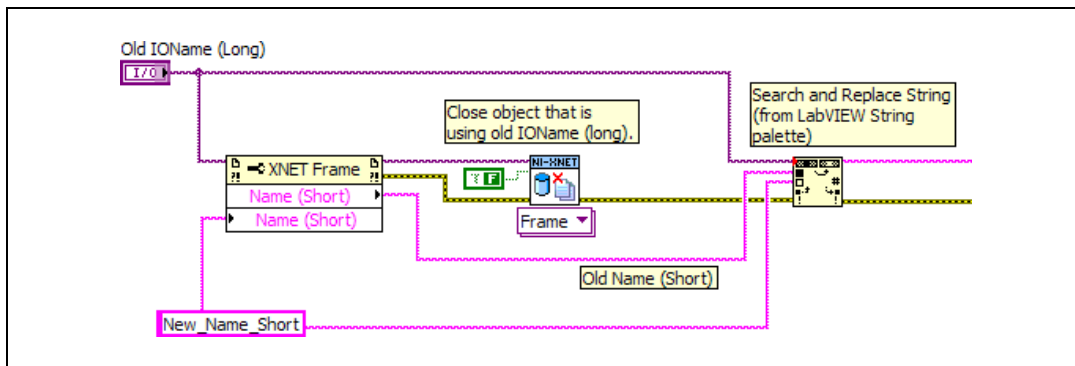 Old IOName (Long)
I/O
Close object that is
using old IOName (long).
Search and Replace String
(from LabVIEW String
palette)
XNET Frame
Name (Short)
Name (Short)
NI-XNET
?
F
Frame
Old Name (Short)
New_Name_Short